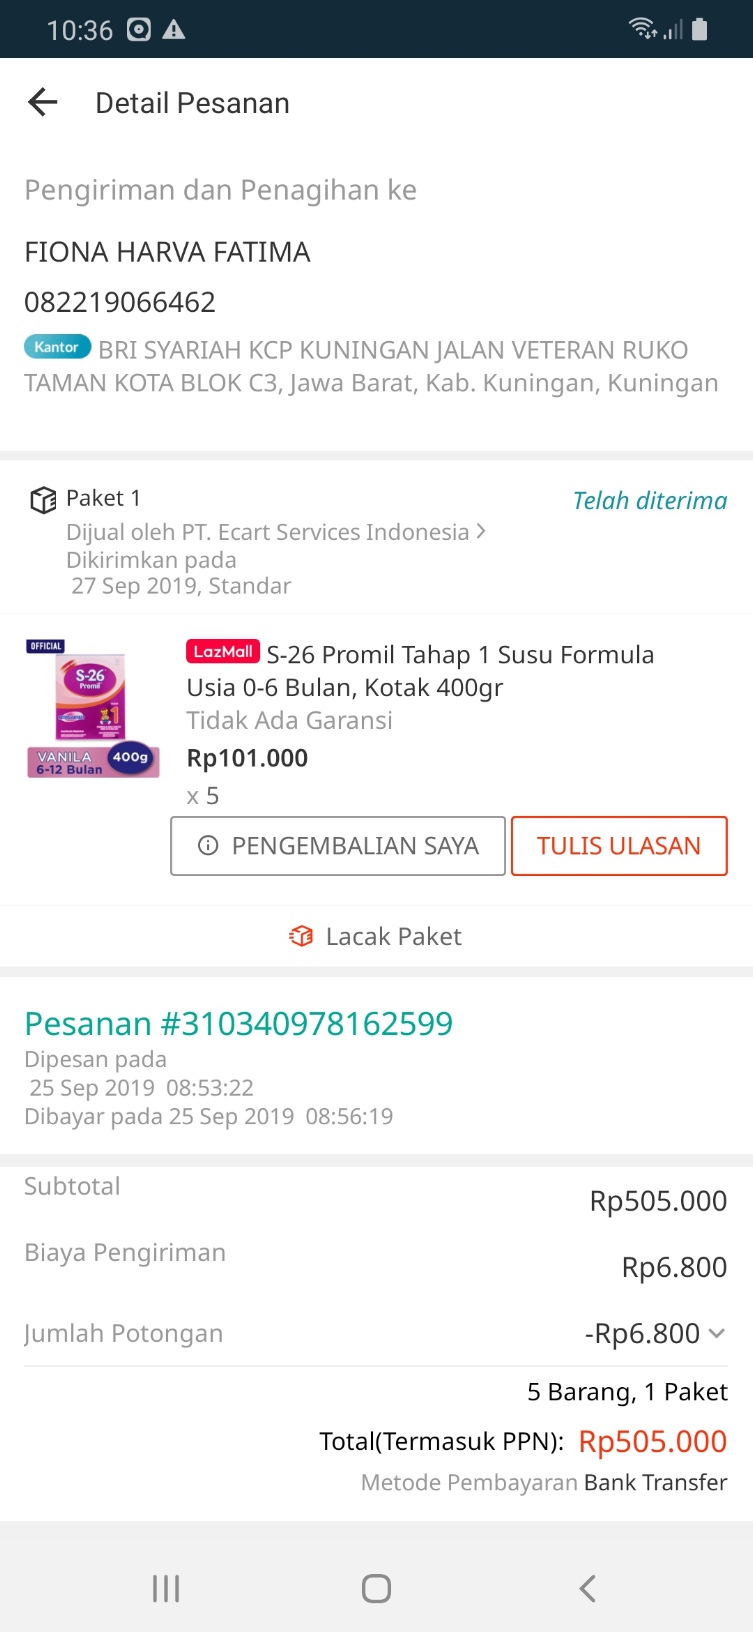 10:36
Detail Pesanan
Pengiriman dan Penagihan ke
FIONA HARVA FATIMA
082219066462
Kantor BRI SYARIAH KCP KUNINGAN JALAN VETERAN RUKO
TAMAN KOTA BLOK C3, Jawa Barat, Kab. Kuningan, Kuningan
Paket 1
Telah diterima
Dijual oleh PT. Ecart Services Indonesia
Dikirimkan pada
27 Sep 2019, Standar
OFFICIAL
S-26
Promil
1
VANILA
400g
6-12 Bulan
LazMall S-26 Promil Tahap 1 Susu Formula
Usia 0-6 Bulan, Kotak 400gr
Tidak Ada Garansi
Rp101.000
x 5
PENGEMBALIAN SAYA
TULIS ULASAN
Lacak Paket
Pesanan #310340978162599
Dipesan pada
25 Sep 2019 08:53:22
Dibayar pada 25 Sep 2019 08:56:19
Subtotal
Rp505.000
Biaya Pengiriman
Rp6.800
Jumlah Potongan
-Rp6.800
5 Barang, 1 Paket
Total(Termasuk PPN): Rp505.000
Metode Pembayaran Bank Transfer